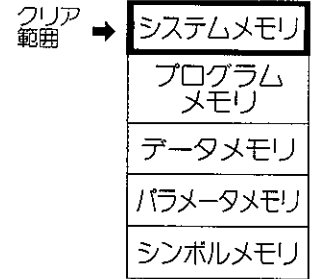 クリア
範囲
➡
システムメモリ
プログラム
メモリ
データメモリ
パラメータメモリ
シンボルメモリ